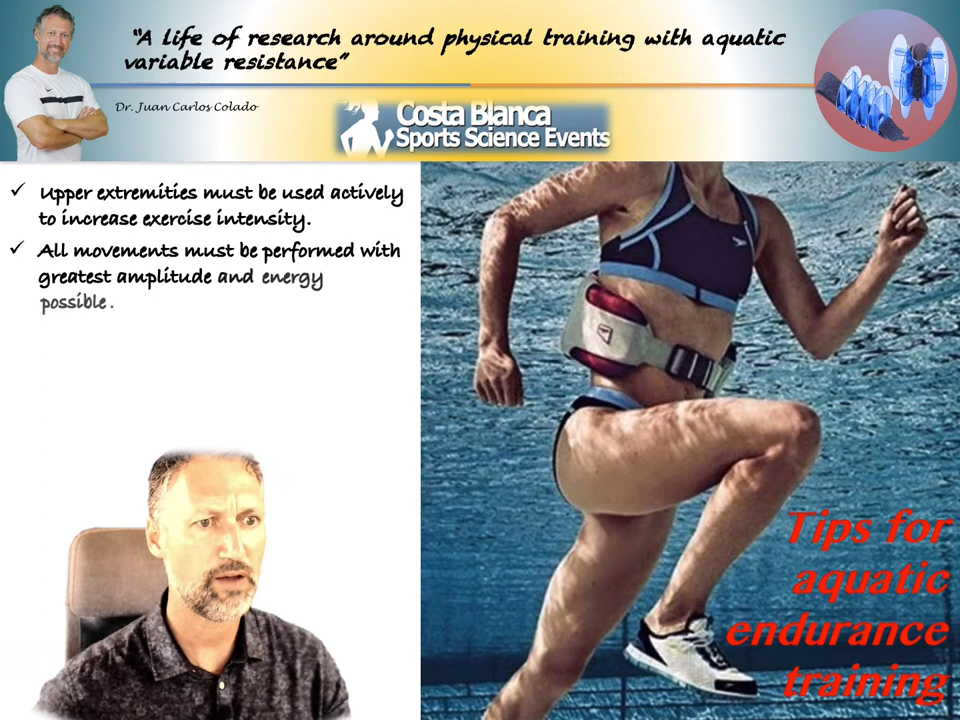 "A life of research around physical training with aquatic
variable resistance"
Dr. Juan Carlos Colado
Costa Blanca
Sports Science Events
✓ Upper extremities must be used actively
to increase exercise intensity.
✓ All movements must be performed with
greatest amplitude and energy
possible.
Tips for
aquatic
endurance
training